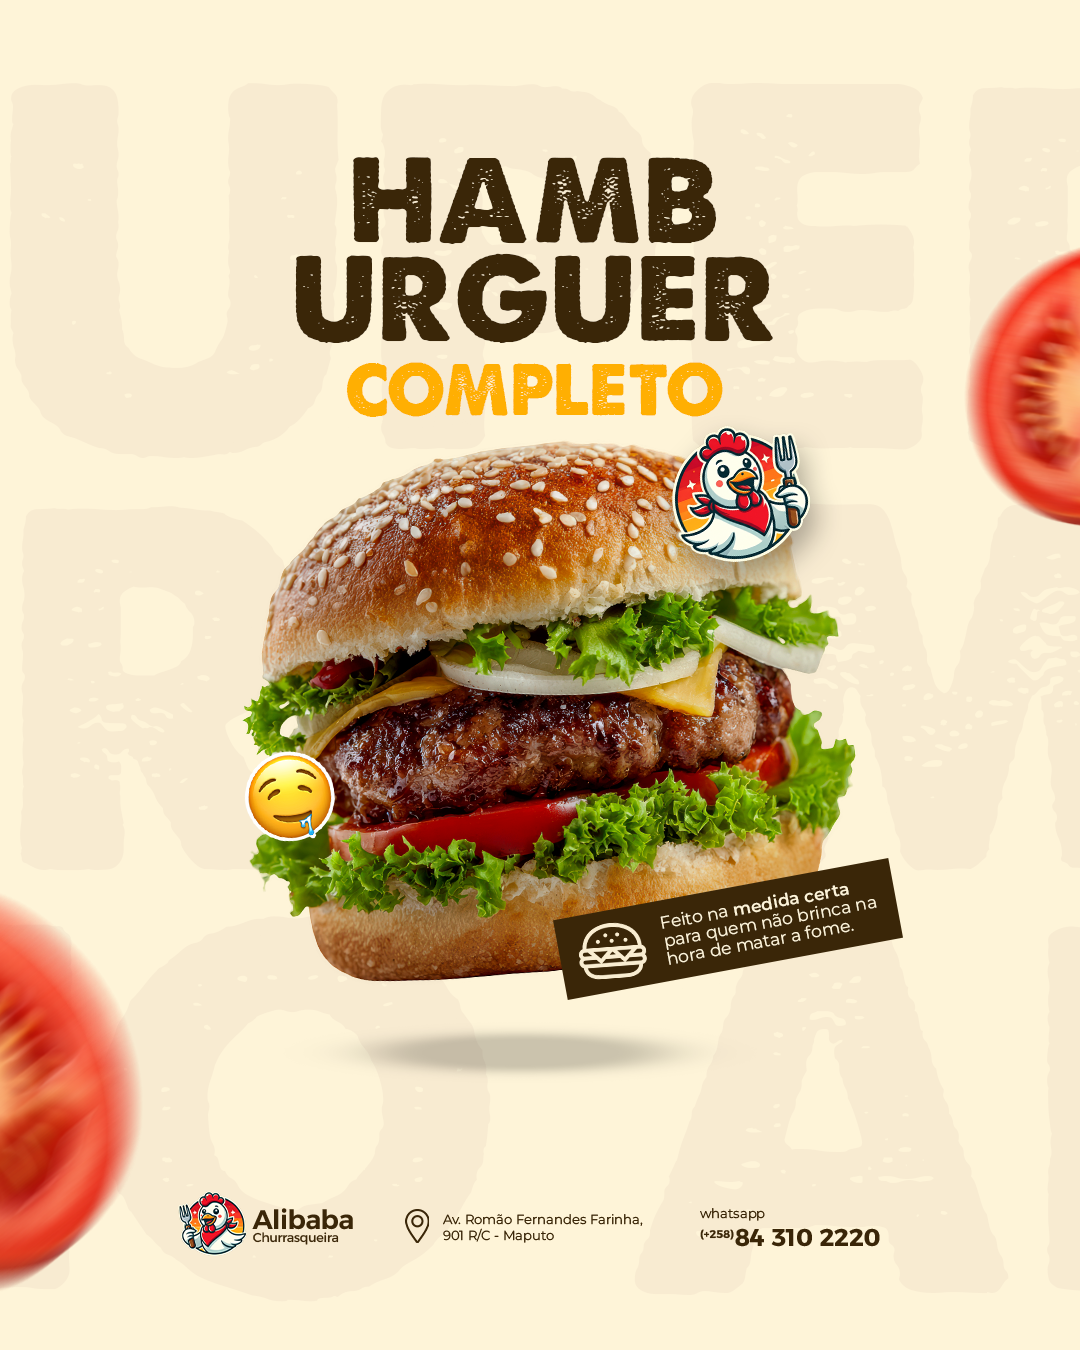 HAMB
URGUER
COMPLETO
Feito na medida certa
para quem não brinca na
hora de matar a fome.
Alibaba
Churrasqueira
Av. Romão Fernandes Farinha,
901 R/C - Maputo
whatsapp
(+258)84 310 2220